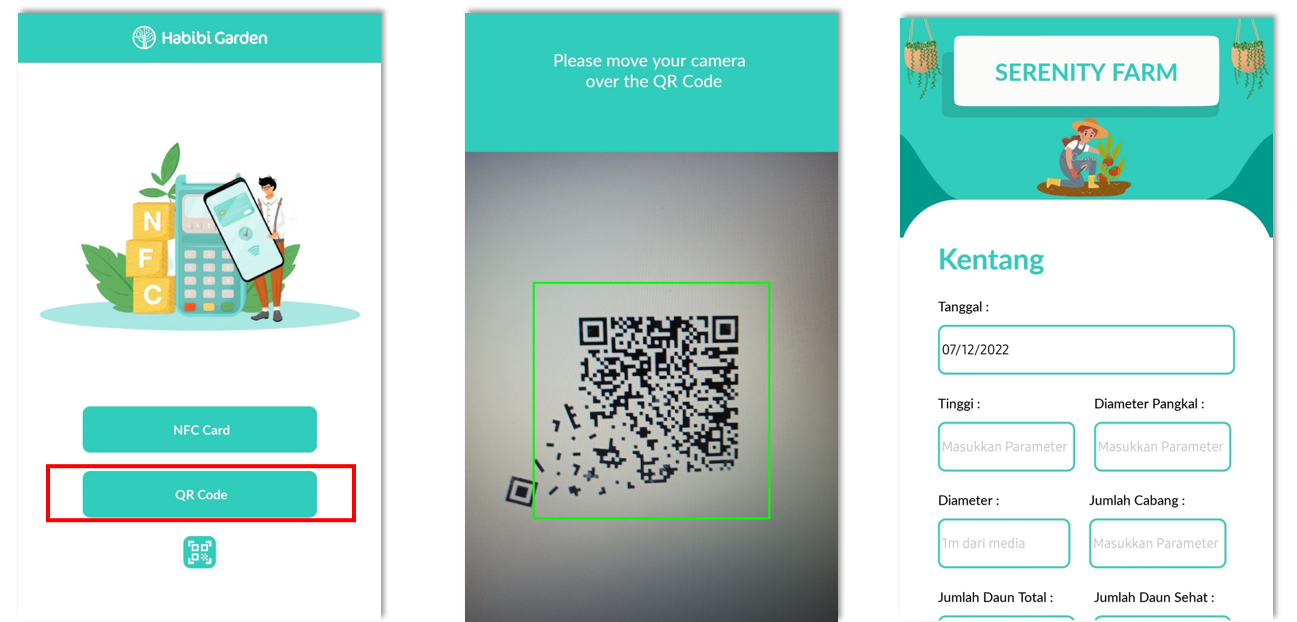 Habibi Garden
N
F
C
NFC Card
QR Code
Please move your camera
over the QR Code
SERENITY FARM
Kentang
Tanggal :
07/12/2022
Tinggi :
Diameter Pangkal :
Masukkan Parameter
Masukkan Parameter
Diameter :
Jumlah Cabang :
1m dari media
Masukkan Parameter
Jumlah Daun Total :
Jumlah Daun Sehat :